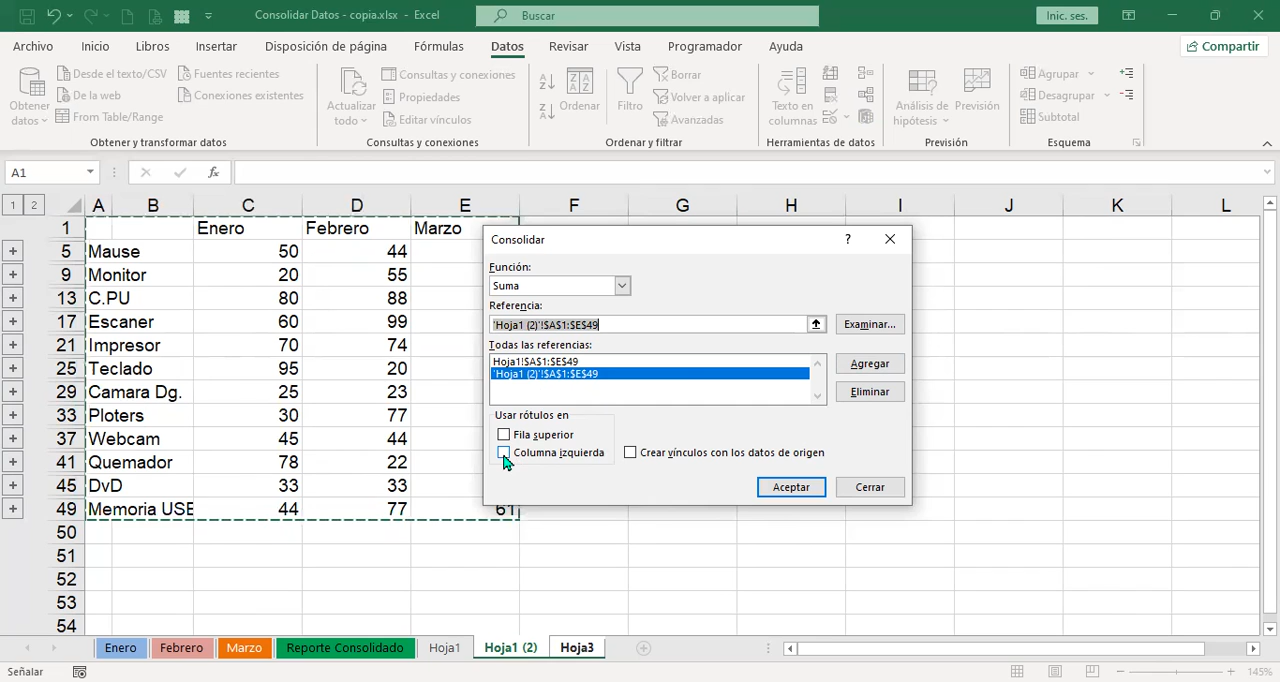 Consolidar Datos - copia.xlsx - Excel
Buscar
Inic. ses.
Archivo Inicio Libros Insertar Disposición de página Fórmulas Datos Revisar Vista Programador Ayuda Compartir
Obtener datos
Desde el texto/CSV
De la web
From Table/Range
Fuentes recientes
Conexiones existentes
Obtener y transformar datos
Actualizar todo
Consultas y conexiones
Propiedades
Editar vínculos
Consultas y conexiones
Ordenar
Filtro
Borrar
Volver a aplicar
Avanzadas
Ordenar y filtrar
Texto en columnas
Herramientas de datos
Análisis de hipótesis
Previsión
Previsión
Agrupar
Desagrupar
Subtotal
Esquema
A1
fx
1 2
A B C D E F G H I J K L
1 Enero Febrero Marzo
5 Mause 50 44
9 Monitor 20 55
13 C.PU 80 88
17 Escaner 60 99
21 Impresor 70 74
25 Teclado 95 20
29 Camara Dg. 25 23
33 Ploters 30 77
37 Webcam 45 44
41 Quemador 78 22
45 DvD 33 33
49 Memoria USE 44 77 61
50
51
52
53
54
Consolidar
?
Función:
Suma
Referencia:
'Hoja1 (2)'!$A$1:$E$49
Examinar...
Todas las referencias:
Hoja1!$A$1:$E$49
'Hoja1 (2)'!$A$1:$E$49
Agregar
Eliminar
Usar rótulos en
Fila superior
Columna izquierda
Crear vínculos con los datos de origen
Aceptar
Cerrar
Enero Febrero Marzo Reporte Consolidado Hoja1 Hoja1 (2) Hoja3
Señalar
145%